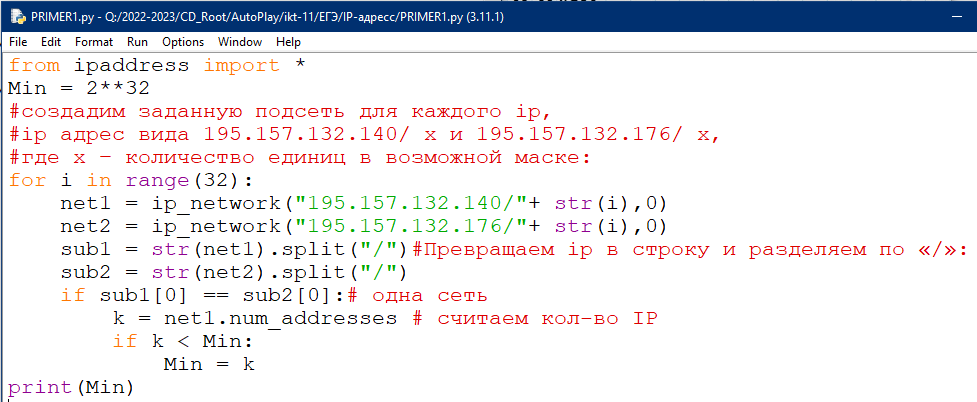 PRIMER1.py - Q:/2022-2023/CD_Root/AutoPlay/ikt-11/ЕГЭ/IP-адресс/PRIMER1.py (3.11.1)
File Edit Format Run Options Window Help
from ipaddress import *
Min = 2**32
#создадим заданную подсеть для каждого ip,
#ip адрес вида 195.157.132.140/ x и 195.157.132.176/ x,
#где x – количество единиц в возможной маске:
for i in range(32):
    net1 = ip_network("195.157.132.140/"+ str(i),0)
    net2 = ip_network("195.157.132.176/"+ str(i),0)
    sub1 = str(net1).split("/")#Превращаем ip в строку и разделяем по «/»:
    sub2 = str(net2).split("/")
    if sub1[0] == sub2[0]:# одна сеть
        k = net1.num_addresses # считаем кол-во IP
        if k < Min:
            Min = k
print(Min)